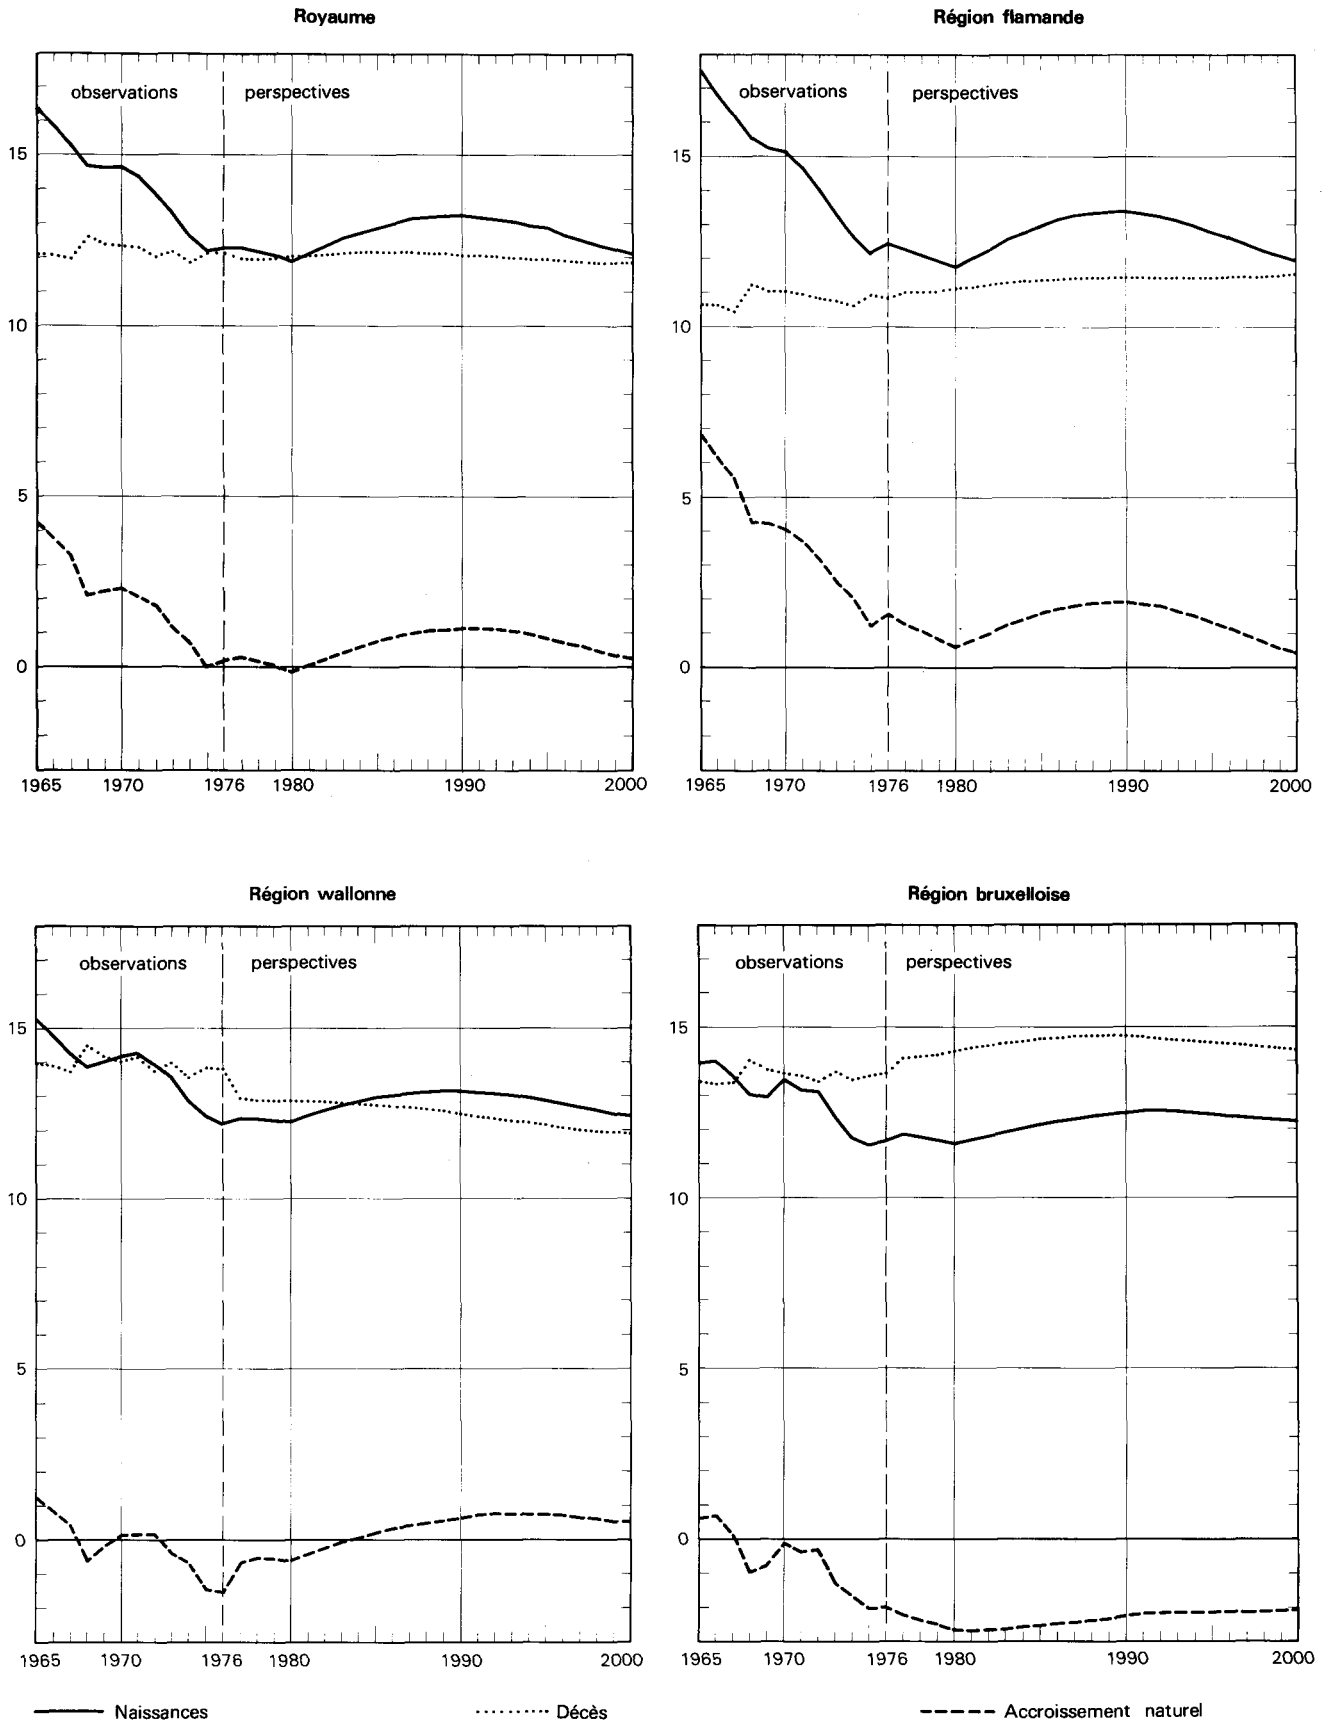 Royaume
Région flamande
observations perspectives
observations perspectives
15
10
5
0
1965 1970 1976 1980 1990 2000
15
10
5
0
1965 1970 1976 1980 1990 2000
Région wallonne
Région bruxelloise
observations perspectives
observations perspectives
15
10
5
0
1965 1970 1976 1980 1990 2000
15
10
5
0
1965 1970 1976 1980 1990 2000
Naissances
Décès
Accroissement naturel